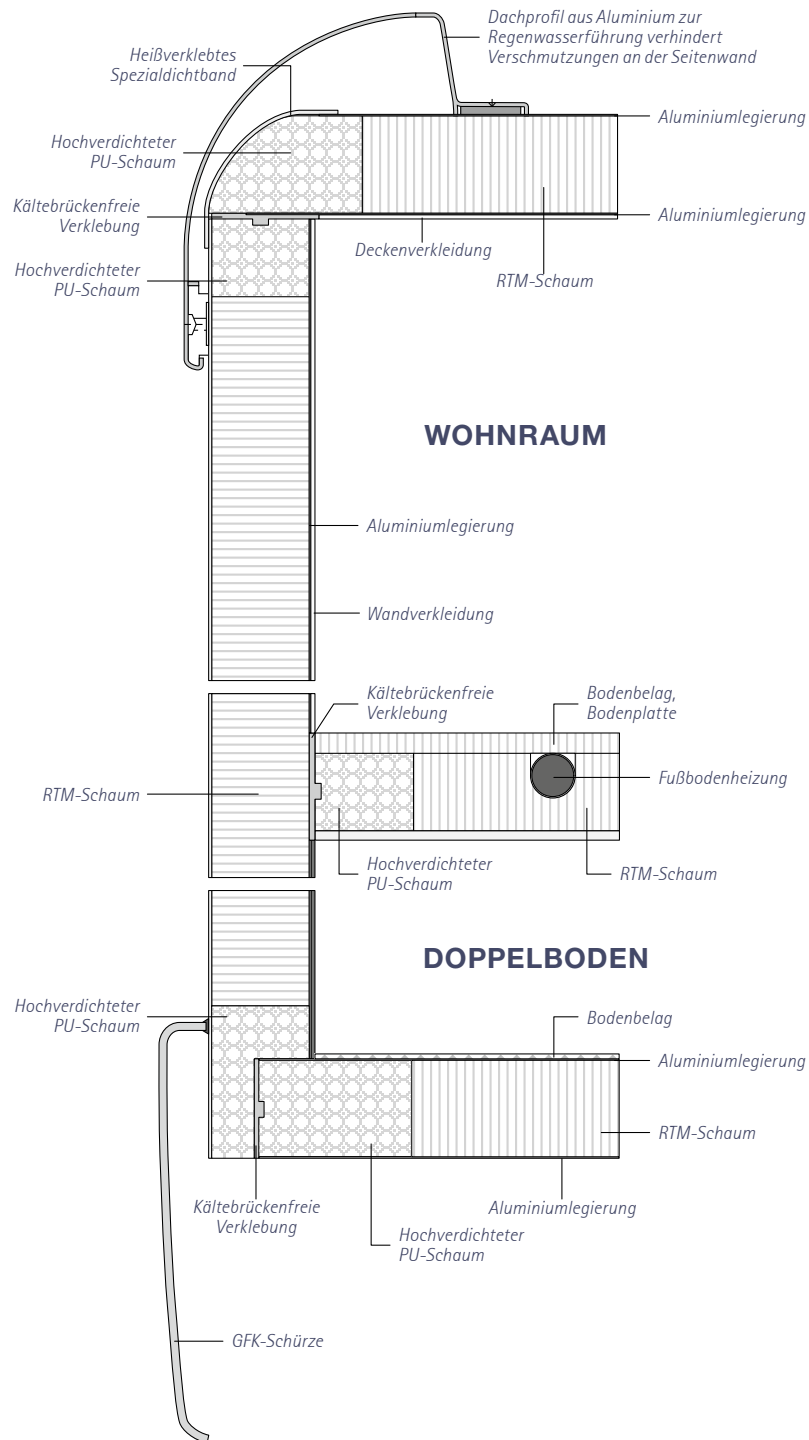 Dachprofil aus Aluminium zur
Regenwasserführung verhindert
Verschmutzungen an der Seitenwand
Heißverklebtes
Spezialdichtband
Aluminiumlegierung
Hochverdichteter
PU-Schaum
Kältebrückenfreie
Verklebung
Aluminiumlegierung
Deckenverkleidung
Hochverdichteter
PU-Schaum
RTM-Schaum
WOHNRAUM
Aluminiumlegierung
Wandverkleidung
Kältebrückenfreie
Verklebung
Bodenbelag,
Bodenplatte
Fußbodenheizung
RTM-Schaum
Hochverdichteter
PU-Schaum
RTM-Schaum
DOPPELBODEN
Hochverdichteter
PU-Schaum
Bodenbelag
Aluminiumlegierung
RTM-Schaum
Kältebrückenfreie
Verklebung
Aluminiumlegierung
Hochverdichteter
PU-Schaum
GFK-Schürze